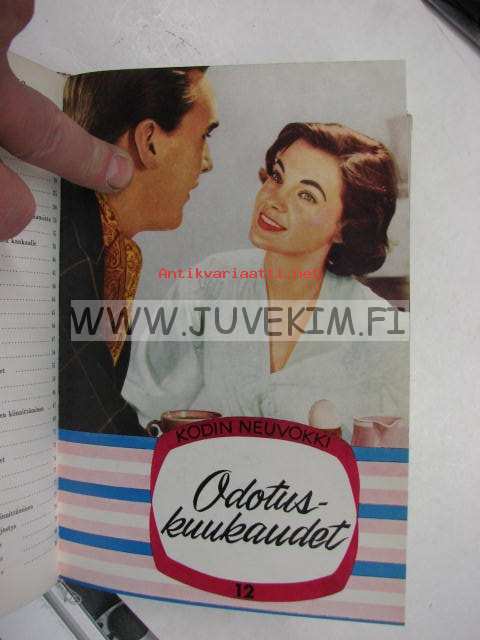 Antikvariaatti.net
WWW.JUVEKIM.FI
KODIN NEUVOKKI
Odotus-
kuukaudet
12